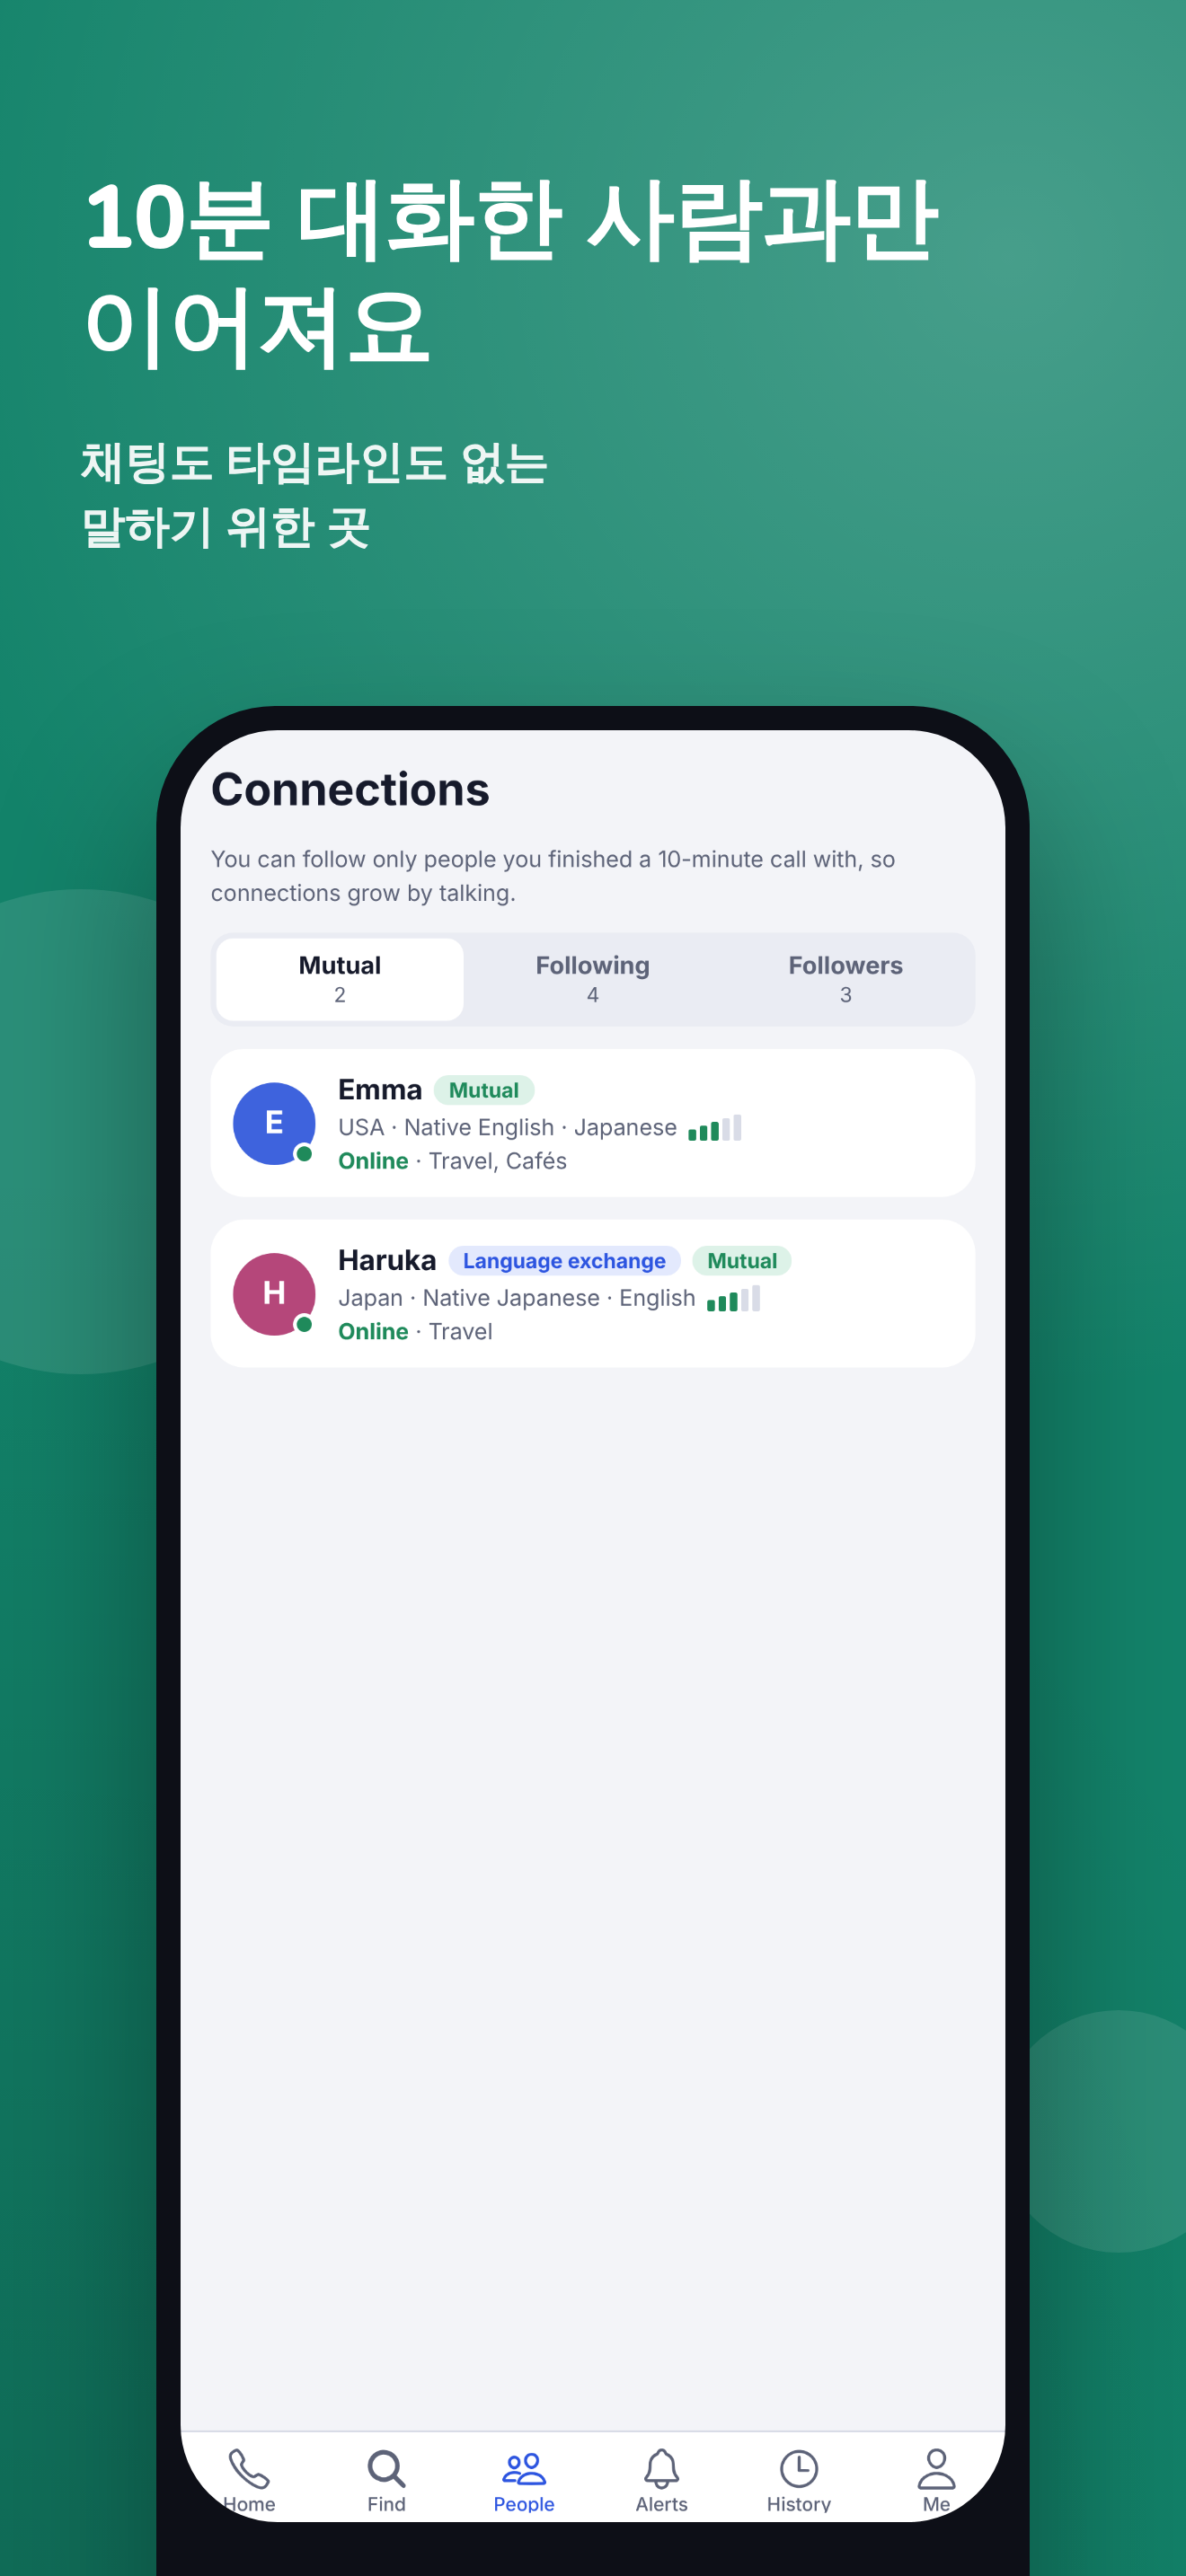 10분 대화한 사람과만
이어져요
채팅도 타임라인도 없는
말하기 위한 곳
Connections
You can follow only people you finished a 10-minute call with, so
connections grow by talking.
Mutual
2
Following
4
Followers
3
E
Emma Mutual
USA · Native English · Japanese
Online · Travel, Cafés
H
Haruka Language exchange Mutual
Japan · Native Japanese · English
Online · Travel
Home Find People Alerts History Me